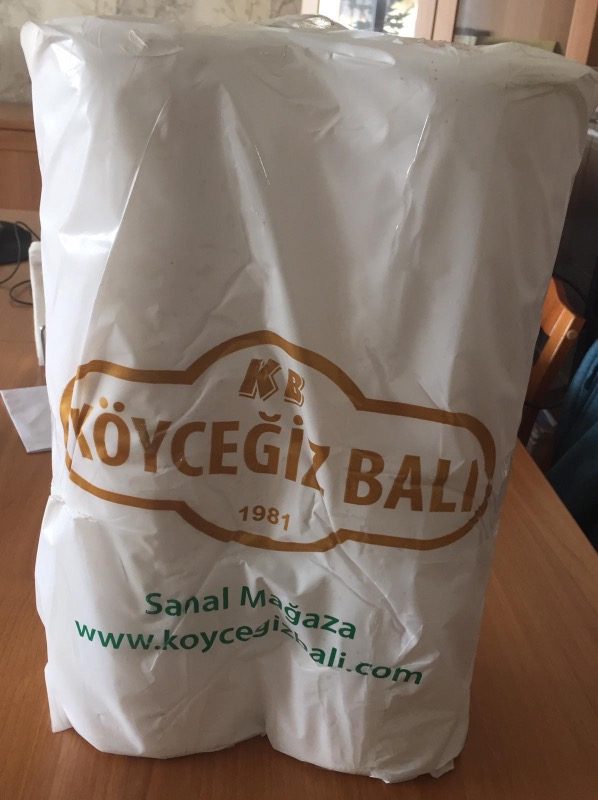 KB
KÖYCEĞİZ BALI
1981
Sanal Mağaza
www.koycegizbali.com